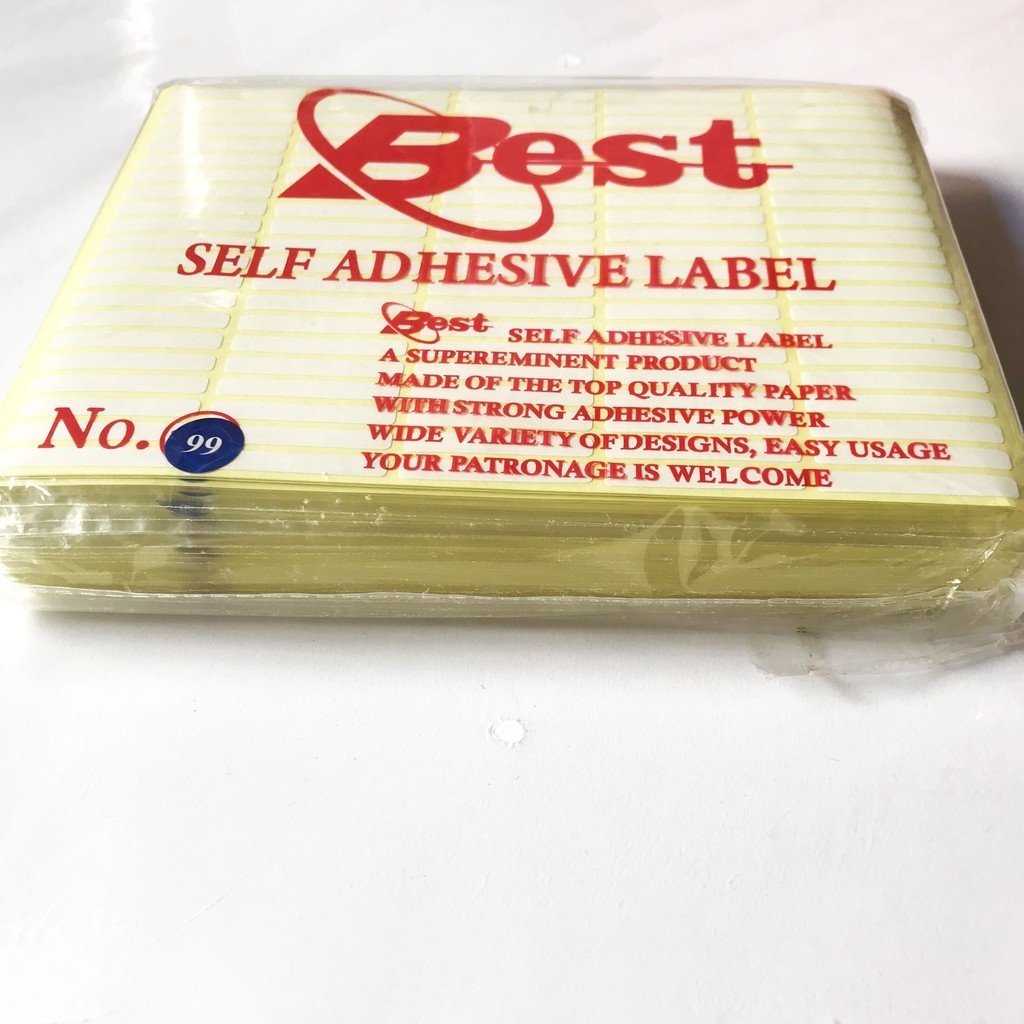 Best
SELF ADHESIVE LABEL
Best SELF ADHESIVE LABEL
A SUPEREMINENT PRODUCT
MADE OF THE TOP QUALITY PAPER
WITH STRONG ADHESIVE POWER
WIDE VARIETY OF DESIGNS, EASY USAGE
YOUR PATRONAGE IS WELCOME
No. 99